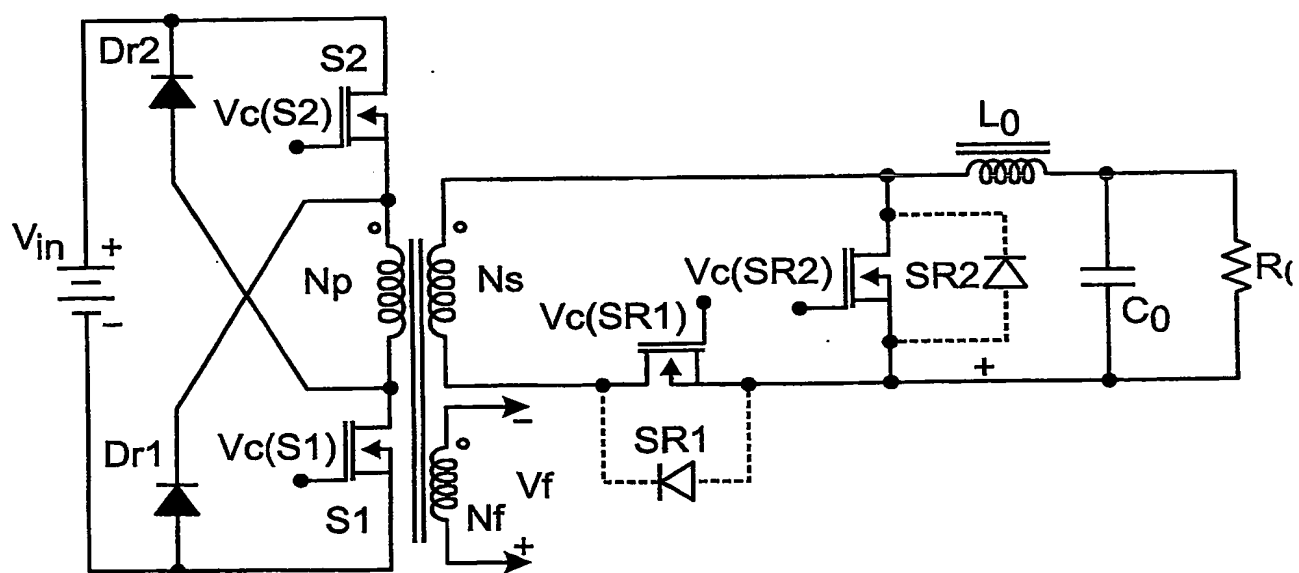 Dr2
S2
Vc(S2)
L0
Vin
+
−
Np
Ns
Vc(SR2)
SR2
Vc(SR1)
C0
R(
+
SR1
Dr1
Vc(S1)
S1
−
Vf
Nf
+